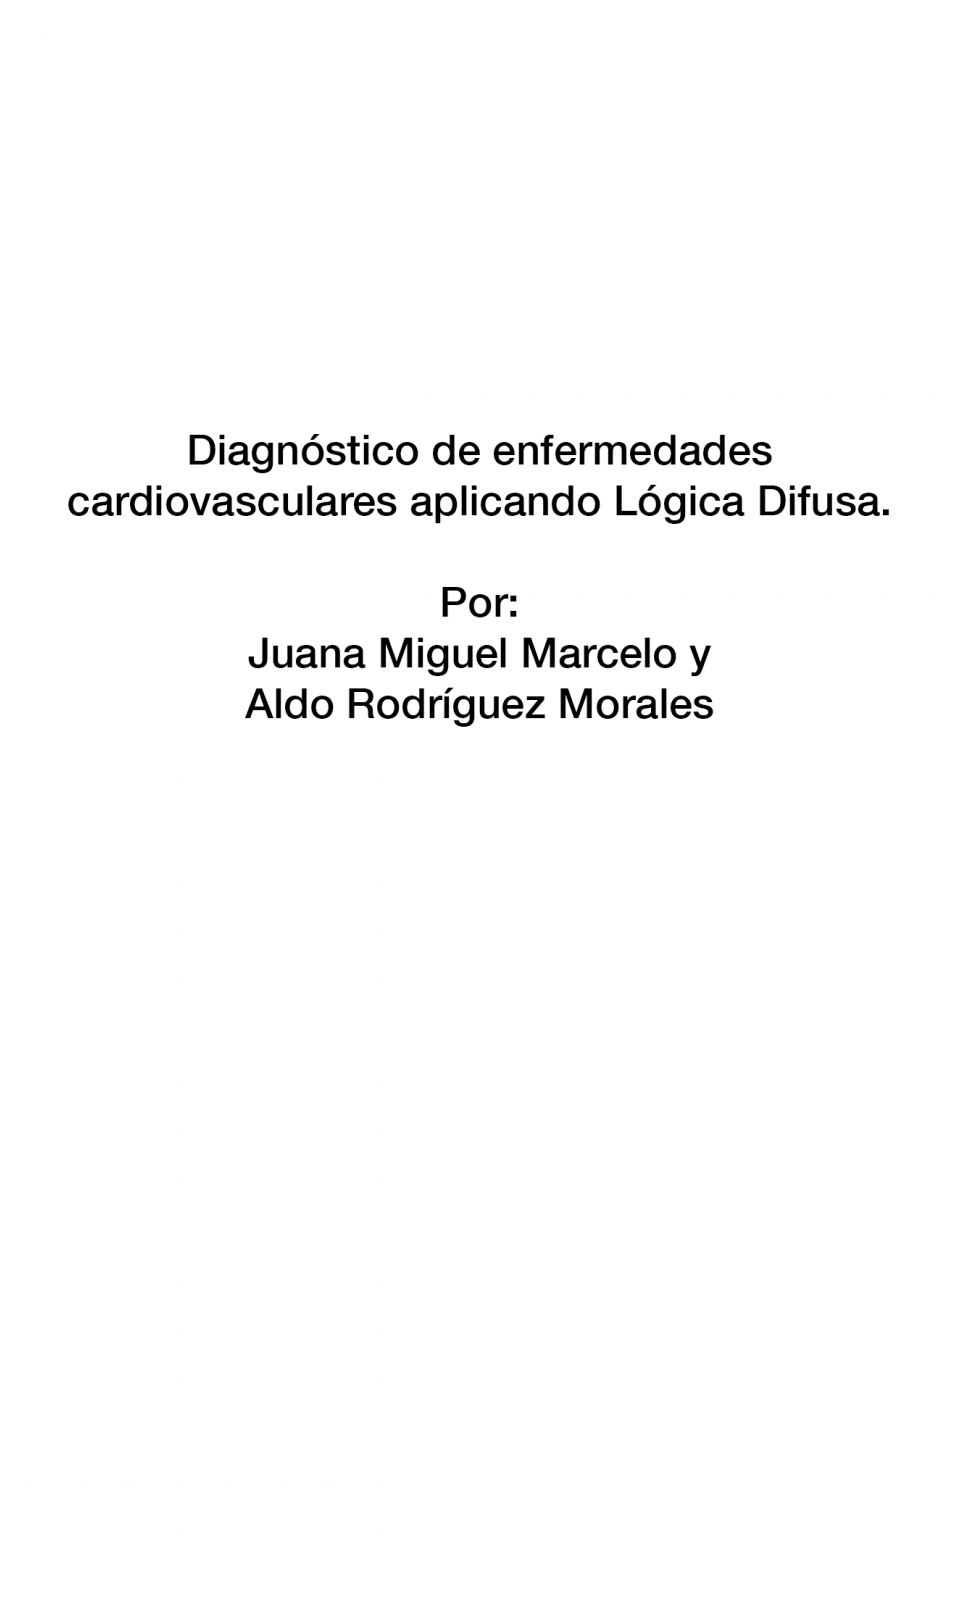 Diagnóstico de enfermedades
cardiovasculares aplicando Lógica Difusa.
Por:
Juana Miguel Marcelo y
Aldo Rodríguez Morales